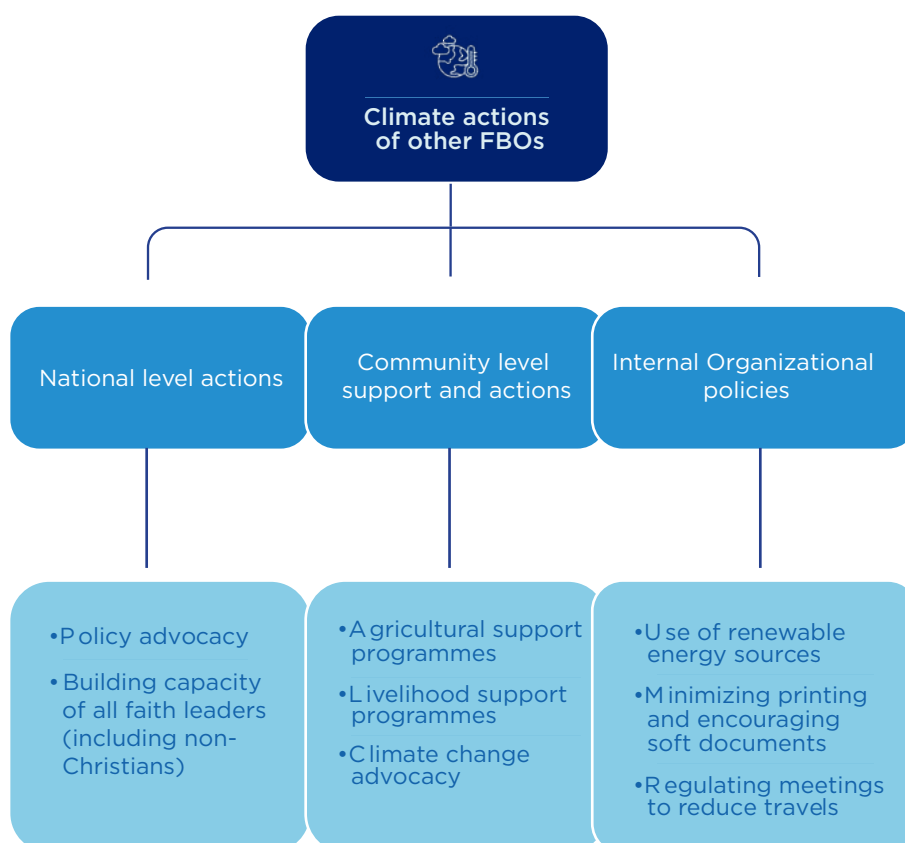 Climate actions
of other FBOs
National level actions
Community level
support and actions
Internal Organizational
policies
•Policy advocacy
• Building capacity
of all faith leaders
(including non-
Christians)
•Agricultural support
programmes
•Livelihood support
programmes
•Climate change
advocacy
•Use of renewable
energy sources
•Minimizing printing
and encouraging
soft documents
•Regulating meetings
to reduce travels